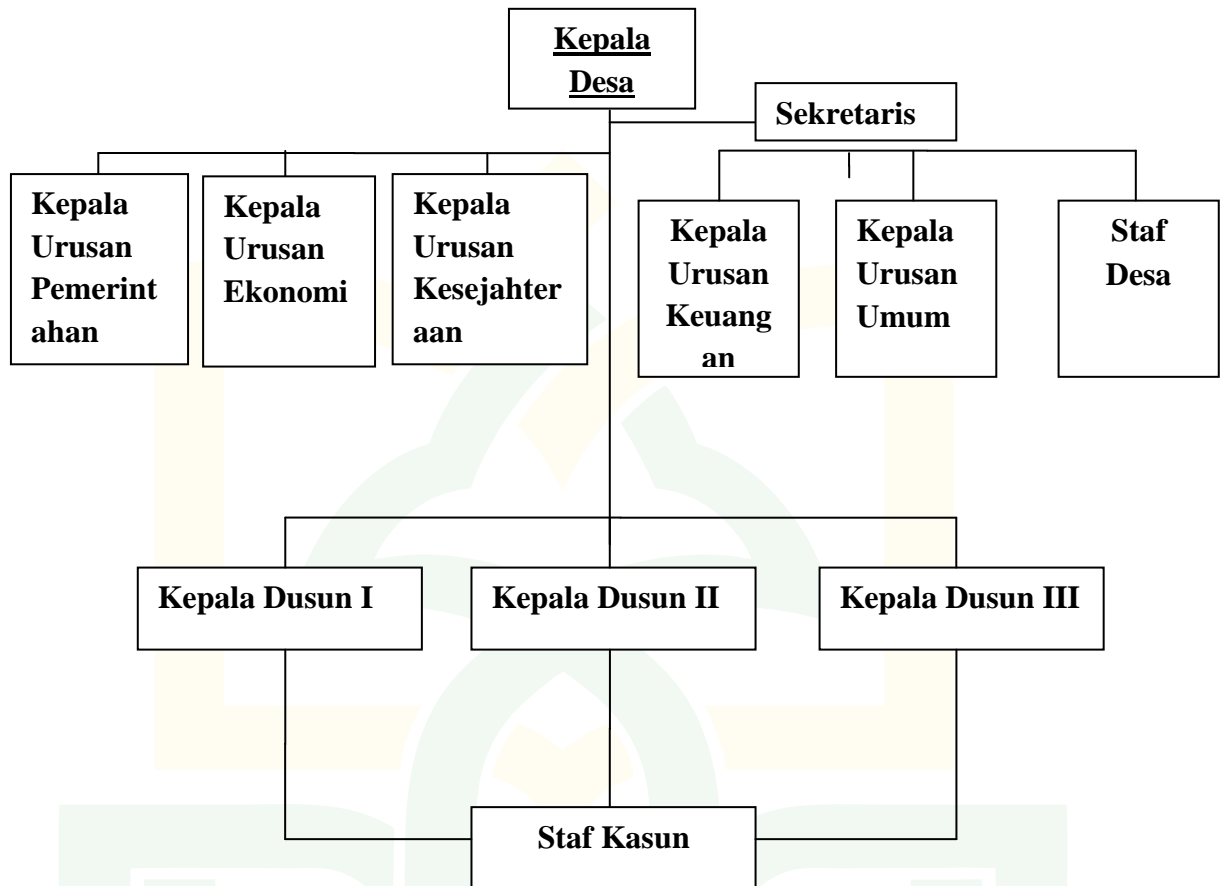 Kepala
Desa
Sekretaris
Kepala
Urusan
Pemerint
ahan
Kepala
Urusan
Ekonomi
Kepala
Urusan
Kesejahter
aan
Kepala
Urusan
Keuang
an
Kepala
Urusan
Umum
Staf
Desa
Kepala Dusun I
Kepala Dusun II
Kepala Dusun III
Staf Kasun